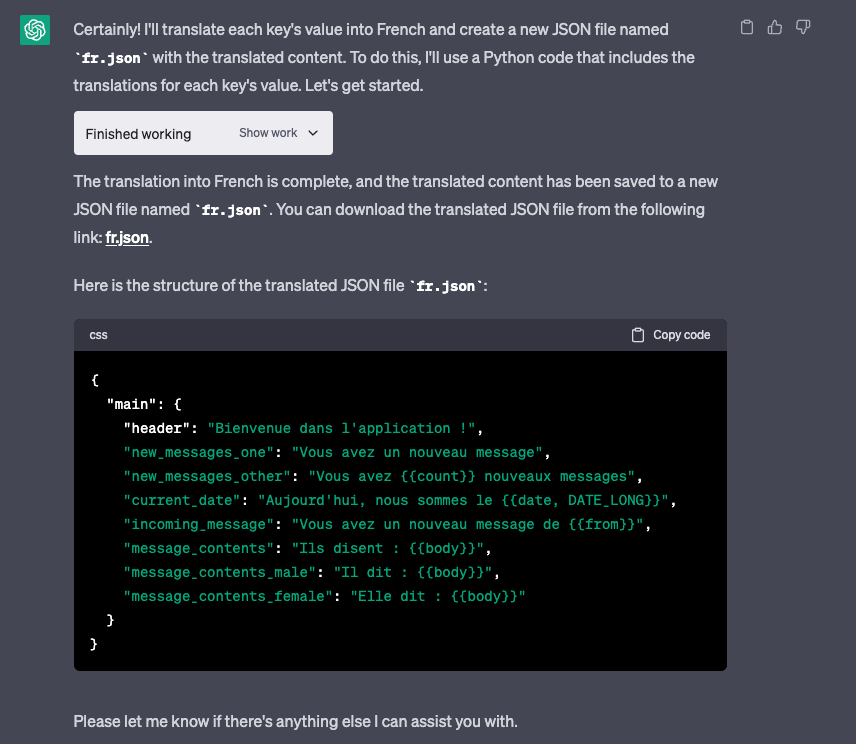 Certainly! I'll translate each key's value into French and create a new JSON file named
`fr.json` with the translated content. To do this, I'll use a Python code that includes the
translations for each key's value. Let's get started.
Finished working Show work
The translation into French is complete, and the translated content has been saved to a new
JSON file named `fr.json`. You can download the translated JSON file from the following
link: fr.json.
Here is the structure of the translated JSON file `fr.json`:
css Copy code
{
  "main": {
    "header": "Bienvenue dans l'application !",
    "new_messages_one": "Vous avez un nouveau message",
    "new_messages_other": "Vous avez {{count}} nouveaux messages",
    "current_date": "Aujourd'hui, nous sommes le {{date, DATE_LONG}}",
    "incoming_message": "Vous avez un nouveau message de {{from}}",
    "message_contents": "Ils disent : {{body}}",
    "message_contents_male": "Il dit : {{body}}",
    "message_contents_female": "Elle dit : {{body}}"
  }
}
Please let me know if there's anything else I can assist you with.